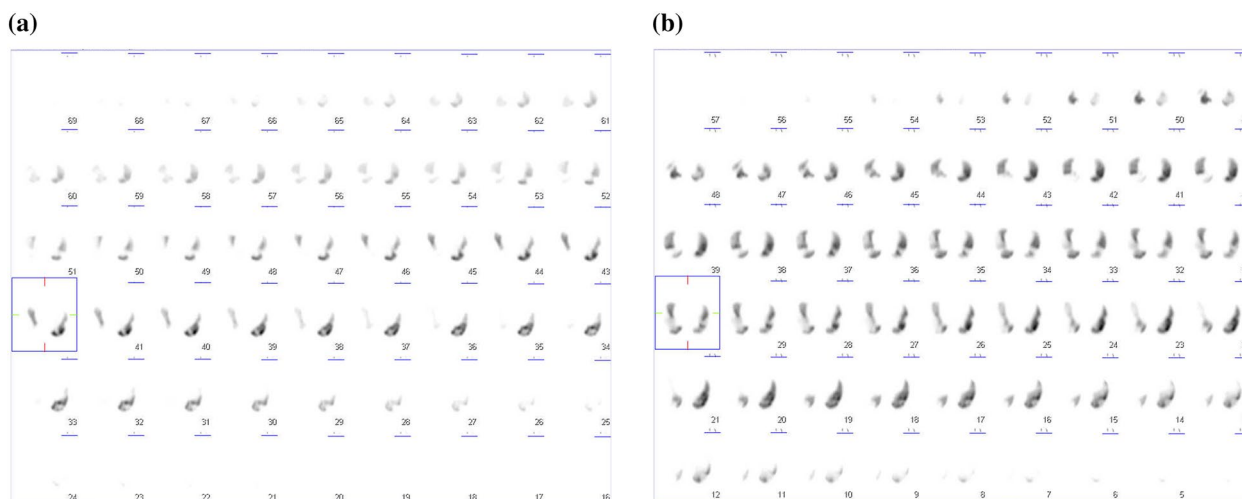 (a)
69 68 67 66 65 64 63 62 61
60 59 58 57 56 55 54 53 52
51 50 49 48 47 46 45 44 43
41 40 39 38 37 36 35 34
33 32 31 30 29 28 27 26 25
24 23 22 21 20 19 18 17 16
(b)
57 56 55 54 53 52 51 50
48 47 46 45 44 43 42 41
39 38 37 36 35 34 33 32
29 28 27 26 25 24 23
21 20 19 18 17 16 15 14
12 11 10 9 8 7 6 5